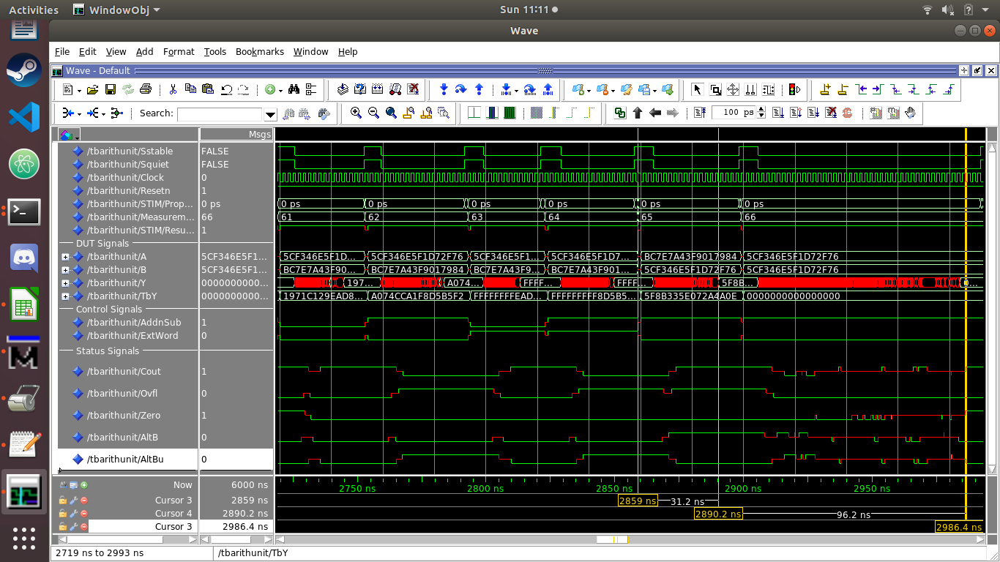 Activities WindowObj Sun 11:11
Wave
File Edit View Add Format Tools Bookmarks Window Help
Wave - Default
Search: 100 ps
Msgs
/tbarithunit/Sstable FALSE
/tbarithunit/Squiet FALSE
/tbarithunit/Clock 0
/tbarithunit/Resetn 1
/tbarithunit/STIM/Prop... 0 ps 0 ps 0 ps 0 ps 0 ps 0 ps 0 ps
/tbarithunit/Measurem... 66 61 62 63 64 65 66
/tbarithunit/STIM/Resu... 1
DUT Signals
/tbarithunit/A 5CF346E5F1... 5CF346E5F1D... 5CF346E5F1D72F76 5CF346E5F1... 5CF346E5F1D7... BC7E7A43F9017984 5CF346E5F1D72F76
/tbarithunit/B 5CF346E5F1... BC7E7A43F90... BC7E7A43F9017984 BC7E7A43F... BC7E7A43F901... 5CF346E5F1D72F76 5CF346E5F1D72F76
/tbarithunit/Y 0000000000... 197... A074... FFFF... FFFF... 5F8B...
/tbarithunit/TbY 0000000000... 1971C129EAD8... A074CCA1F8D5B5F2 FFFFFFFFEAD... FFFFFFFFF8D5B5... 5F8B335E072A4A0E 0000000000000000
Control Signals
/tbarithunit/AddnSub 1
/tbarithunit/ExtWord 0
Status Signals
/tbarithunit/Cout 1
/tbarithunit/Ovfl 0
/tbarithunit/Zero 1
/tbarithunit/AltB 0
/tbarithunit/AltBu 0
Now 6000 ns 2750 ns 2800 ns 2850 ns 2900 ns 2950 ns
Cursor 3 2859 ns 2859 ns 31.2 ns
Cursor 4 2890.2 ns 2890.2 ns 96.2 ns
Cursor 3 2986.4 ns 2986.4 ns
2719 ns to 2993 ns /tbarithunit/TbY